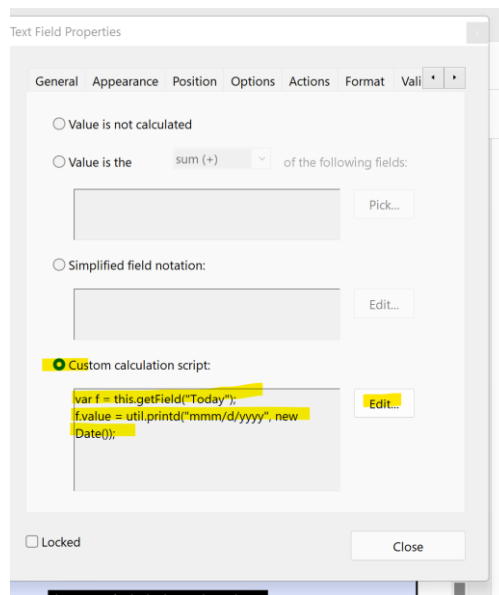 Text Field Properties
General Appearance Position Options Actions Format Vali
Value is not calculated
Value is the sum (+) of the following fields:
Pick...
Simplified field notation:
Edit...
Custom calculation script:
var f = this.getField("Today");
f.value = util.printd("mmm/d/yyyy", new
Date());
Edit...
Locked
Close